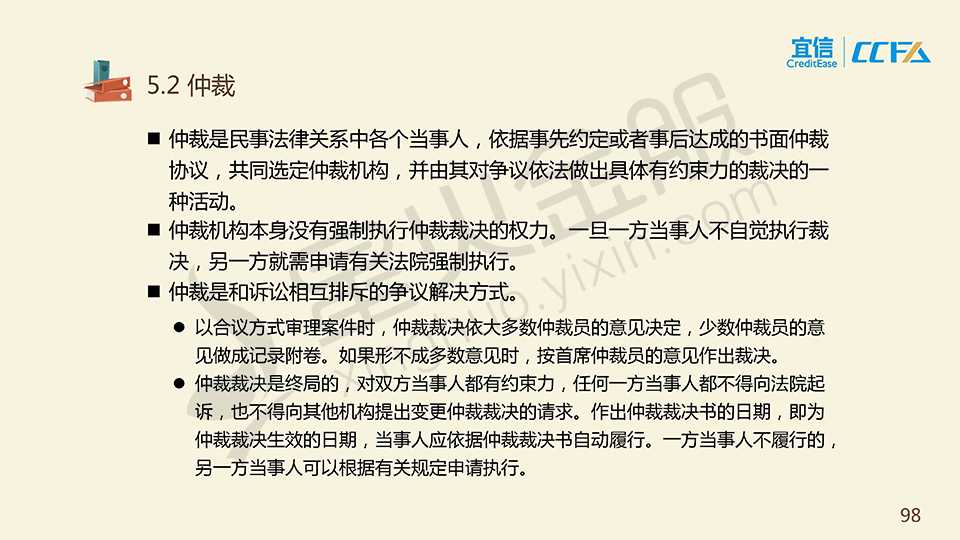 宜信
CreditEase
CCFA
5.2 仲裁
■ 仲裁是民事法律关系中各个当事人，依据事先约定或者事后达成的书面仲裁
协议，共同选定仲裁机构，并由其对争议依法做出具体有约束力的裁决的一
种活动。
■ 仲裁机构本身没有强制执行仲裁裁决的权力。一旦一方当事人不自觉执行裁
决，另一方就需申请有关法院强制执行。
■ 仲裁是和诉讼相互排斥的争议解决方式。
● 以合议方式审理案件时，仲裁裁决依大多数仲裁员的意见决定，少数仲裁员的意
见做成记录附卷。如果形不成多数意见时，按首席仲裁员的意见作出裁决。
● 仲裁裁决是终局的，对双方当事人都有约束力，任何一方当事人都不得向法院起
诉，也不得向其他机构提出变更仲裁裁决的请求。作出仲裁裁决书的日期，即为
仲裁裁决生效的日期，当事人应依据仲裁裁决书自动履行。一方当事人不履行的，
另一方当事人可以根据有关规定申请执行。
星火金服
xinghuo.yixin.com
98